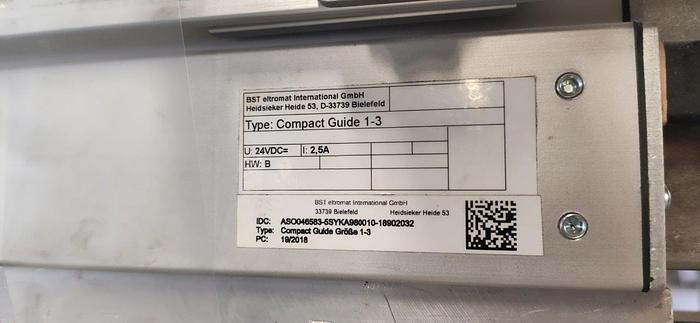 BST eltromat International GmbH
Heidsieker Heide 53, D-33739 Bielefeld
Type: Compact Guide 1-3
U: 24VDC= I: 2,5A
HW: B
BST eltromat International GmbH
33739 Bielefeld Heidsieker Heide 53
IDC: ASO046583-5SYKA980010-18902032
Type: Compact Guide Größe 1-3
PC: 19/2018